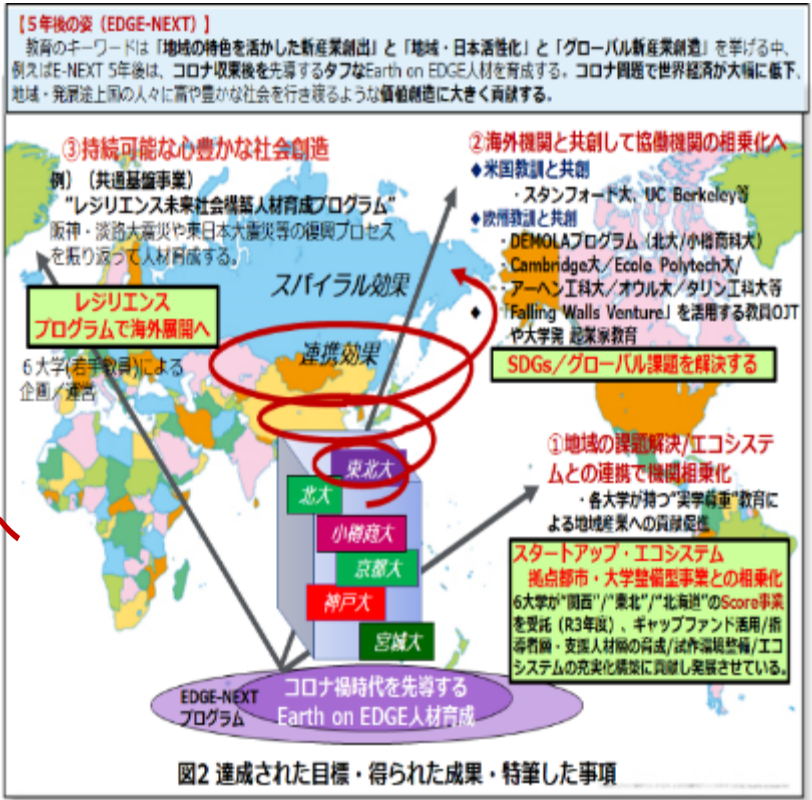 【５年後の姿（EDGE-NEXT）】
教育のキーワードは「地域の特色を活かした新産業創出」と「地域・日本活性化」と「グローバル新産業創造」を挙げる中、
例えばE-NEXT 5年後は、コロナ収束後を先導するタフなEarth on EDGE人材を育成する。コロナ問題で世界経済が大幅に低下、
地域・発展途上国の人々に富や豊かな社会を行き渡るような価値創造に大きく貢献する。
③持続可能な心豊かな社会創造
例）〔共通基盤事業〕
"レジリエンス未来社会構築人材育成プログラム"
阪神・淡路大震災や東日本大震災等の復興プロセス
を振り返って人材育成する。
レジリエンス
プログラムで海外展開へ
６大学(若手教員)による
企画／運営
②海外機関と共創して協働機関の相乗化へ
◆米国教訓と共創
・スタンフォード大、UC Berkeley等
◆欧州教訓と共創
・DEMOLAプログラム（北大/小樽商科大）
・Cambridge大／Ecole Polytech大/
・アーヘン工科大／オウル大／タリン工科大等
◆「Falling Walls Venture」を活用する教員OJT
や大学発 起業家教育
SDGs／グローバル課題を解決する
スパイラル効果
連携効果
①地域の課題解決/エコシステ
ムとの連携で機関相乗化
・各大学が持つ"実学尊重"教育に
よる地域産業への貢献促進
スタートアップ・エコシステム
拠点都市・大学整備型事業との相乗化
6大学が"関西"/"東北"/"北海道"のScore事業
を受託（R3年度）、ギャップファンド活用/指
導者層・支援人材層の育成/試作環境整備/エコ
システムの充実化構築に貢献し発展させている。
東北大
北大
小樽商大
京都大
神戸大
宮城大
EDGE-NEXT
プログラム
コロナ禍時代を先導する
Earth on EDGE人材育成
図2 達成された目標・得られた成果・特筆した事項